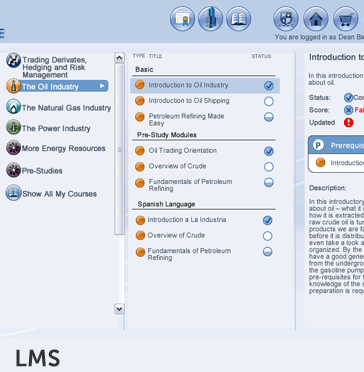 E
You are logged in as Dean Bi
Trading Derivates,
Hedging and Risk
Management
The Oil Industry
The Natural Gas Industry
The Power Industry
More Energy Resources
Pre-Studies
Show All My Courses
TYPE TITLE STATUS
Basic
Introduction to Oil Industry
Introduction to Oil Shipping
Petroleum Refining Made
Easy
Pre-Study Modules
Oil Trading Orientation
Overview of Crude
Fundamentals of Petroleum
Refining
Spanish Language
Introduction a La Industria
Overview of Crude
Fundamentals of Petroleum
Refining
Introduction to
In this introduction,
about oil.
Status: Con
Score: Fai
Updated
P Prerequis
Introduction
Description:
In this introductory
about oil – what it
how it is extracted
raw crude oil is tur
products we are fa
before it is distribu
even take a look a
organized. By the
have a good gener
from the undergro
the gasoline pump
pre-requisites for
knowledge of the s
preparation is requ
LMS